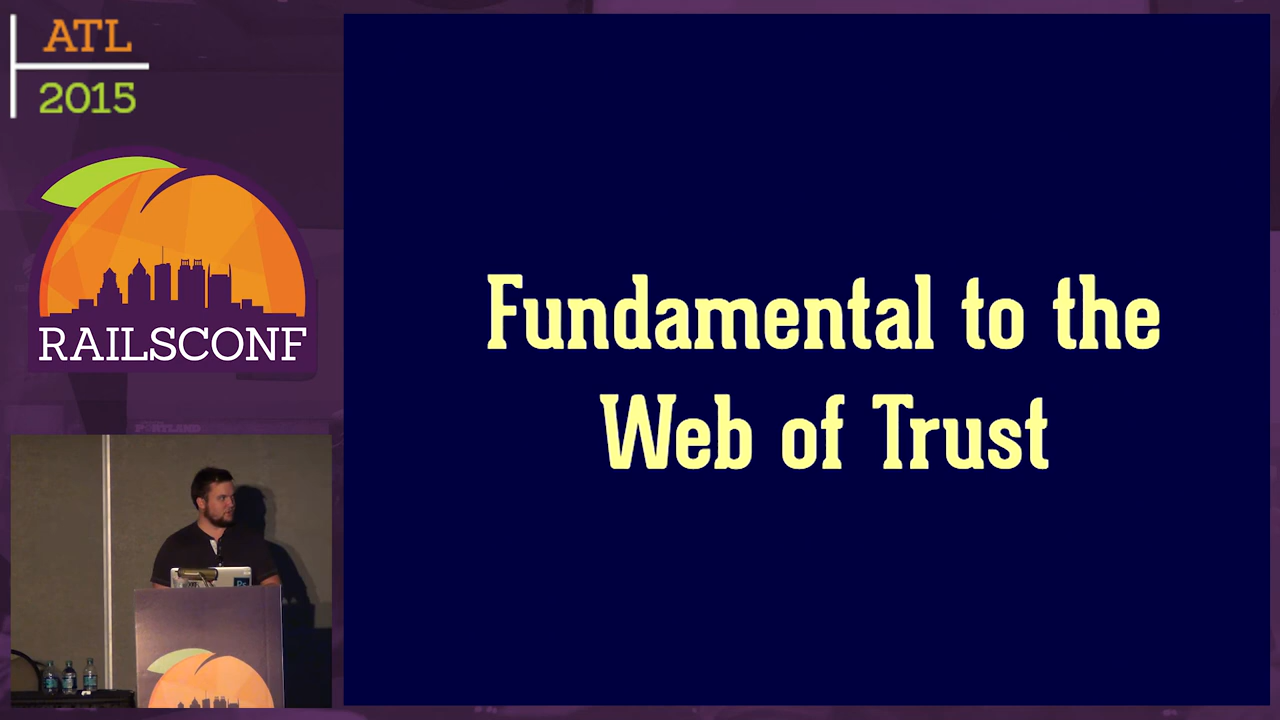 ATL
2015
RAILSCONF
Fundamental to the
Web of Trust